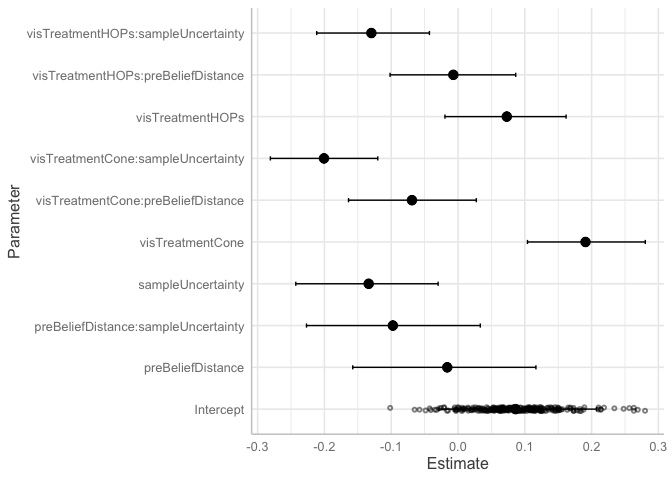 visTreatmentHOPs:sampleUncertainty
visTreatmentHOPs:preBeliefDistance
visTreatmentHOPs
visTreatmentCone:sampleUncertainty
visTreatmentCone:preBeliefDistance
visTreatmentCone
sampleUncertainty
preBeliefDistance:sampleUncertainty
preBeliefDistance
Intercept
Parameter
-0.3 -0.2 -0.1 0.0 0.1 0.2 0.3
Estimate